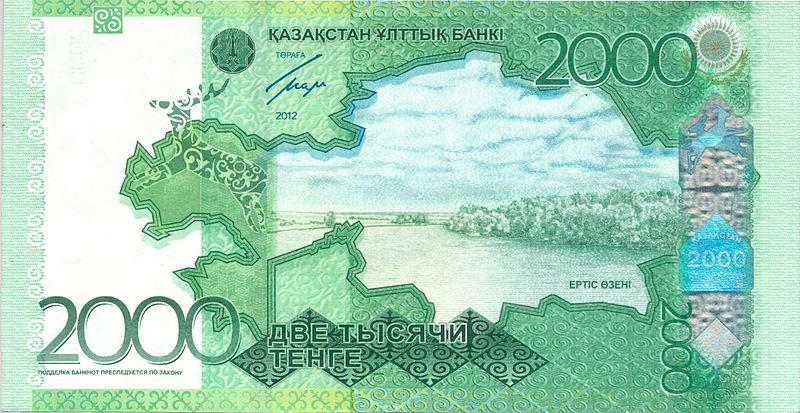 ҚАЗАҚСТАН ҰЛТТЫҚ БАНКІ
ТӨРАҒА
2012
2000
ҚАЗАҚСТАН
2000
ЕРТІС ӨЗЕНІ
2000
2000
ДВЕ ТЫСЯЧИ
ТЕНГЕ
ПОДДЕЛКА БАНКНОТ ПРЕСЛЕДУЕТСЯ ПО ЗАКОНУ